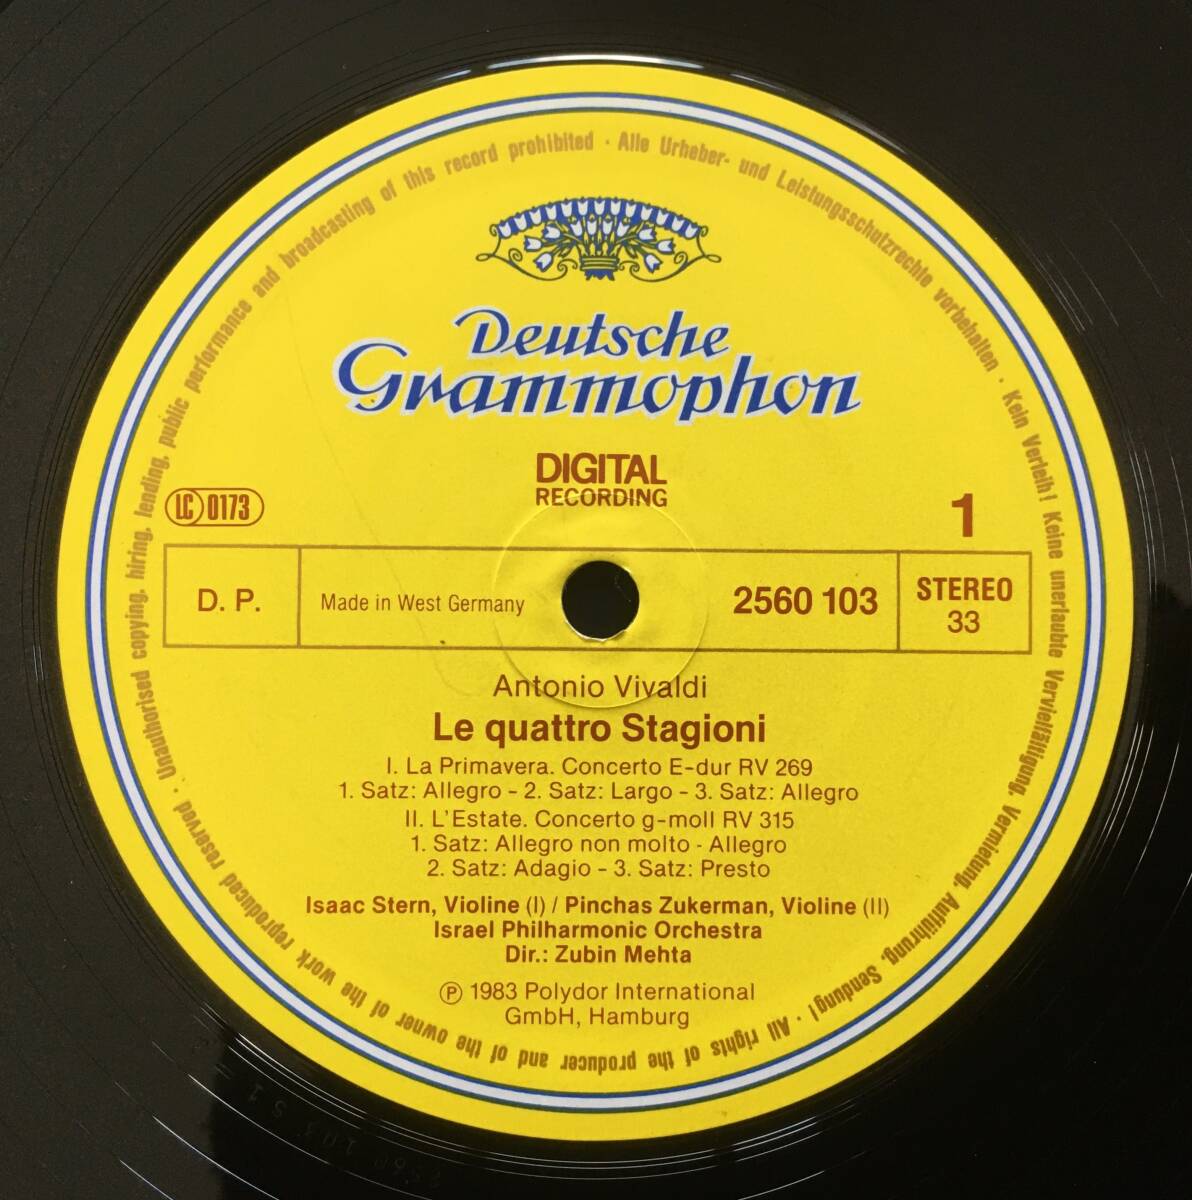 Unauthorised copying, hiring, lending, public performance and broadcasting of this record prohibited · Alle Urheber- und Leistungsschutzrechte vorbehalten · Kein Verleih! Keine unerlaubte Vervielfältigung, Vermietung, Aufführung, Sendung! · All rights of the producer and of the owner of the work reproduced reserved ·
Deutsche
Grammophon
DIGITAL
RECORDING
LC 0173
1
D. P.
Made in West Germany
2560 103
STEREO
33
Antonio Vivaldi
Le quattro Stagioni
I. La Primavera. Concerto E-dur RV 269
1. Satz: Allegro - 2. Satz: Largo - 3. Satz: Allegro
II. L'Estate. Concerto g-moll RV 315
1. Satz: Allegro non molto - Allegro
2. Satz: Adagio - 3. Satz: Presto
Isaac Stern, Violine (I) / Pinchas Zukerman, Violine (II)
Israel Philharmonic Orchestra
Dir.: Zubin Mehta
℗ 1983 Polydor International
GmbH, Hamburg